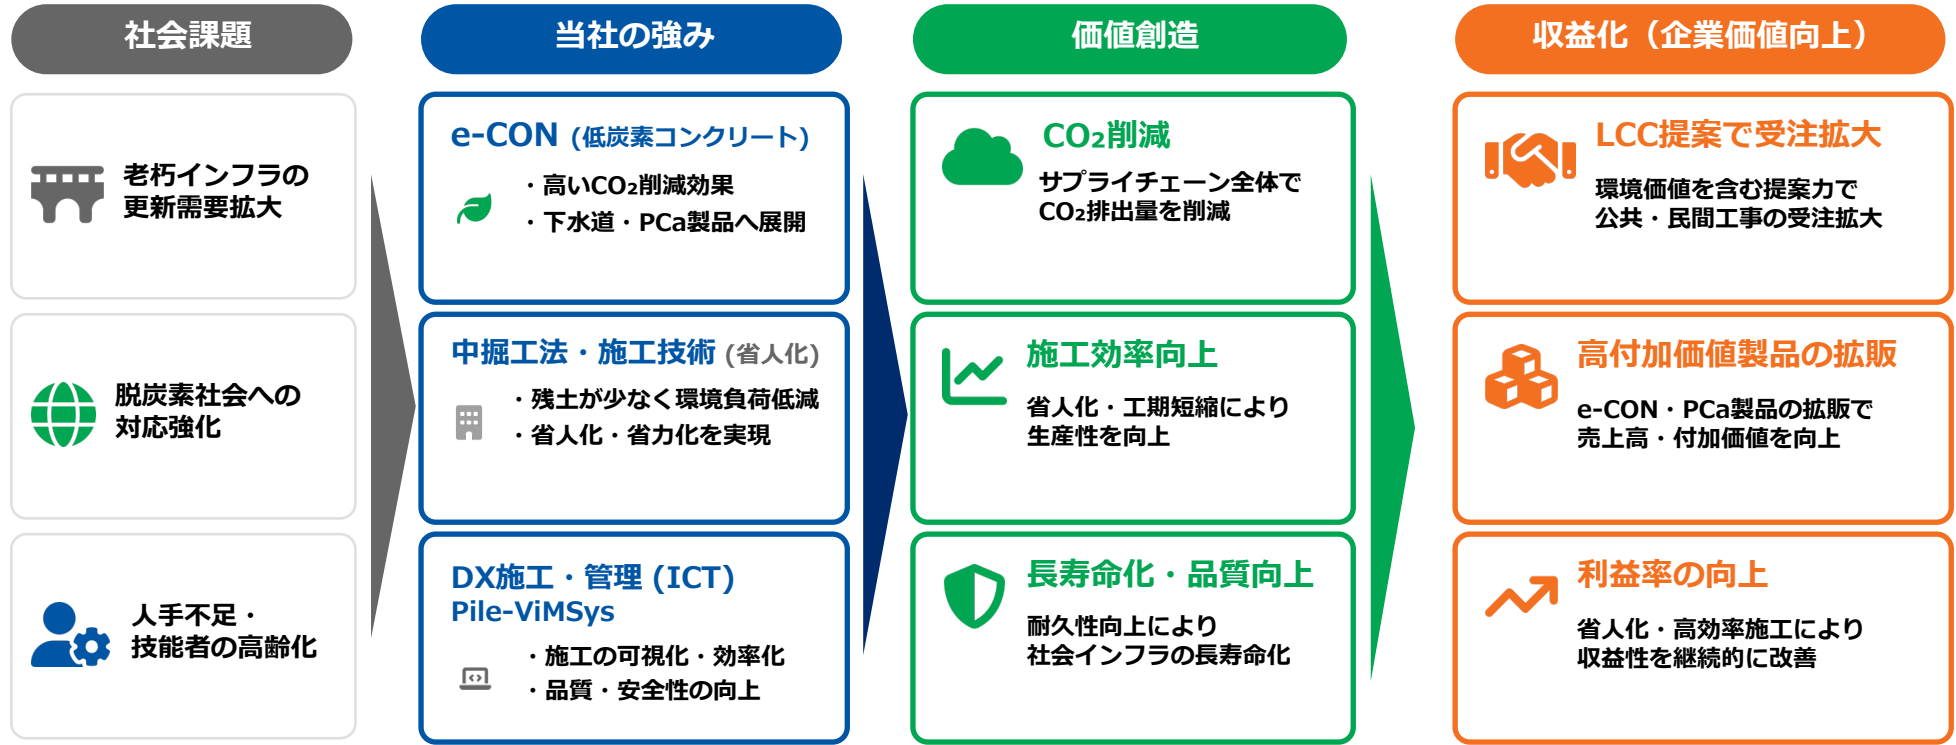 社会課題
老朽インフラの
更新需要拡大
脱炭素社会への
対応強化
人手不足・
技能者の高齢化
当社の強み
e-CON (低炭素コンクリート)
・高いCO₂削減効果
・下水道・PCa製品へ展開
中掘工法・施工技術 (省人化)
・残土が少なく環境負荷低減
・省人化・省力化を実現
DX施工・管理 (ICT)
Pile-ViMSys
・施工の可視化・効率化
・品質・安全性の向上
価値創造
CO₂削減
サプライチェーン全体で
CO₂排出量を削減
施工効率向上
省人化・工期短縮により
生産性を向上
長寿命化・品質向上
耐久性向上により
社会インフラの長寿命化
収益化（企業価値向上）
LCC提案で受注拡大
環境価値を含む提案力で
公共・民間工事の受注拡大
高付加価値製品の拡販
e-CON・PCa製品の拡販で
売上高・付加価値を向上
利益率の向上
省人化・高効率施工により
収益性を継続的に改善